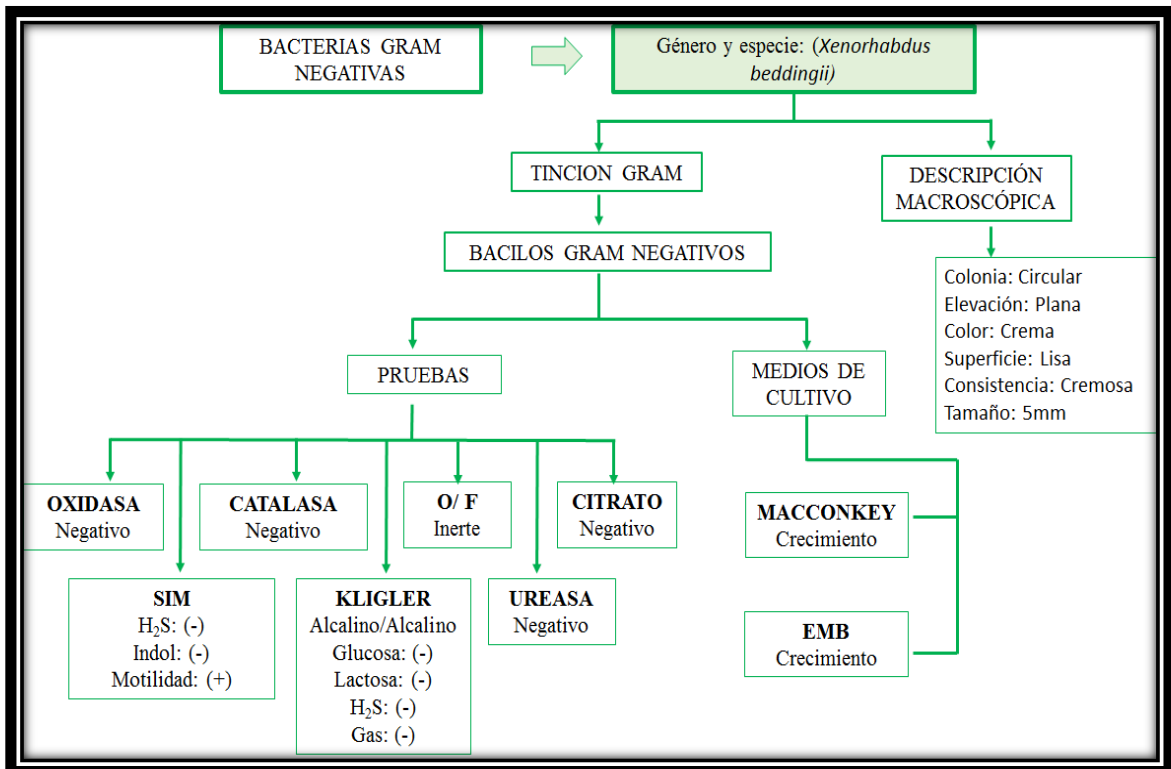 BACTERIAS GRAM
NEGATIVAS
Género y especie: (Xenorhabdus
beddingii)
TINCION GRAM
DESCRIPCIÓN
MACROSCÓPICA
BACILOS GRAM NEGATIVOS
Colonia: Circular
Elevación: Plana
Color: Crema
Superficie: Lisa
Consistencia: Cremosa
Tamaño: 5mm
PRUEBAS
MEDIOS DE
CULTIVO
OXIDASA
Negativo
CATALASA
Negativo
O/ F
Inerte
CITRATO
Negativo
SIM
H₂S: (-)
Indol: (-)
Motilidad: (+)
KLIGLER
Alcalino/Alcalino
Glucosa: (-)
Lactosa: (-)
H₂S: (-)
Gas: (-)
UREASA
Negativo
MACCONKEY
Crecimiento
EMB
Crecimiento